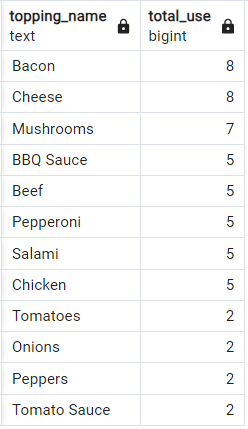 topping_name total_use
text bigint
Bacon 8
Cheese 8
Mushrooms 7
BBQ Sauce 5
Beef 5
Pepperoni 5
Salami 5
Chicken 5
Tomatoes 2
Onions 2
Peppers 2
Tomato Sauce 2